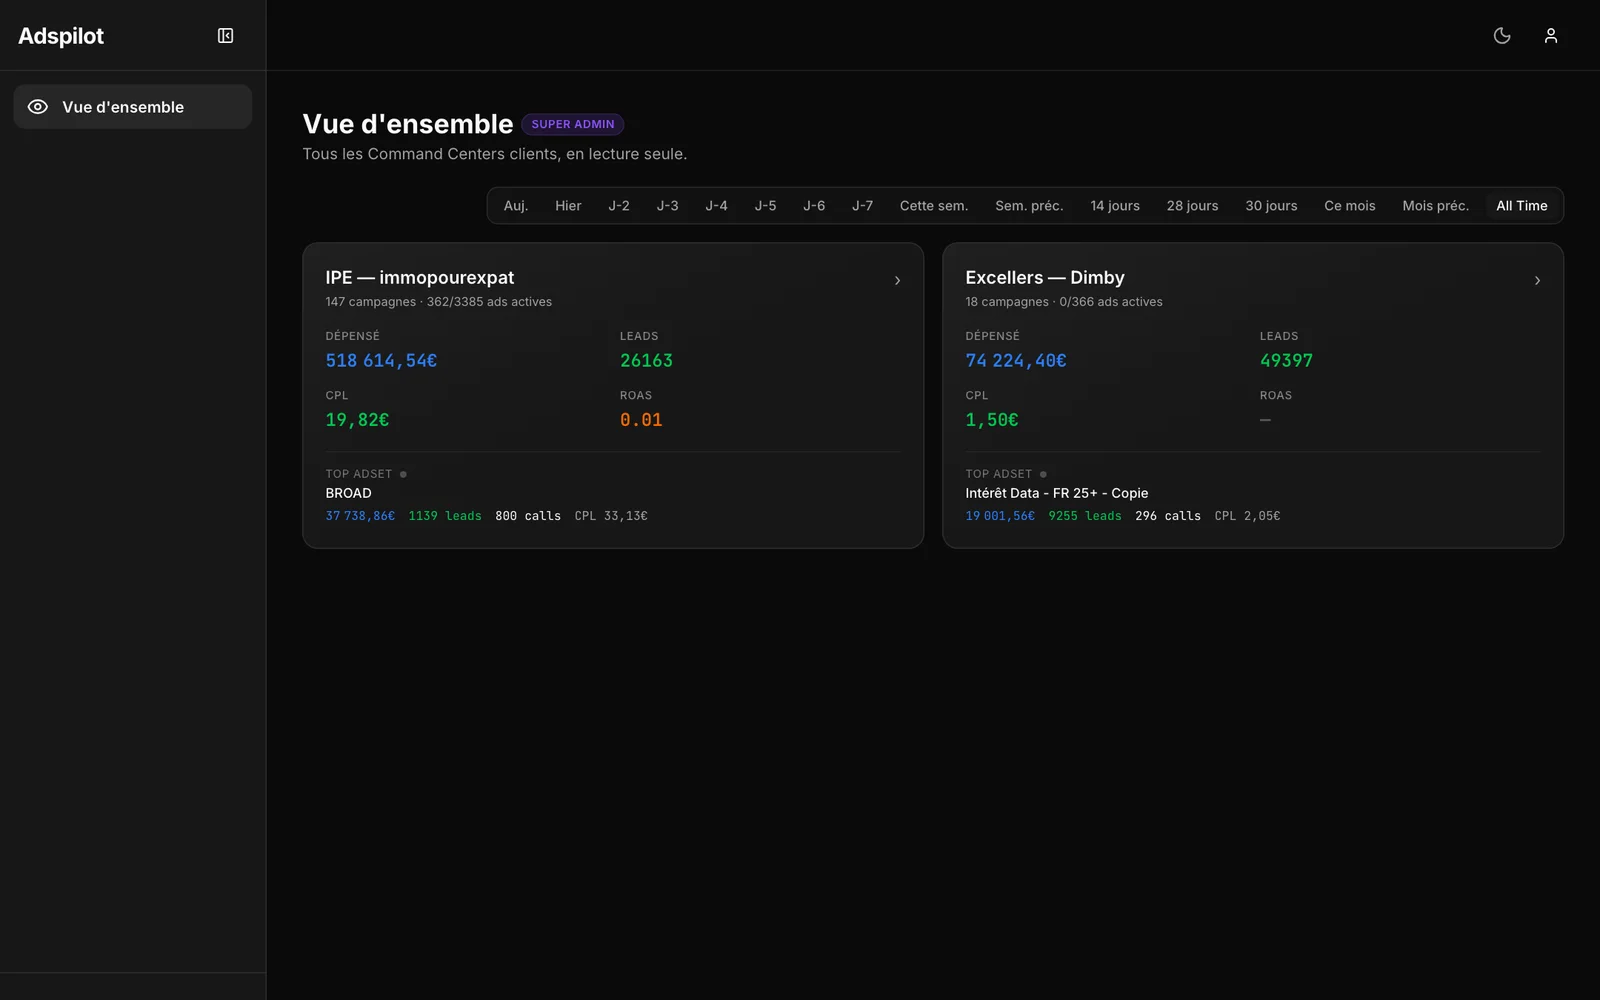 Adspilot
Vue d'ensemble
Vue d'ensemble SUPER ADMIN
Tous les Command Centers clients, en lecture seule.
Auj. Hier J-2 J-3 J-4 J-5 J-6 J-7 Cette sem. Sem. préc. 14 jours 28 jours 30 jours Ce mois Mois préc. All Time
IPE — immopourexpat
147 campagnes · 362/3385 ads actives
DÉPENSÉ LEADS
518 614,54€ 26163
CPL ROAS
19,82€ 0.01
TOP ADSET
BROAD
37 738,86€ 1139 leads 800 calls CPL 33,13€
Excellers — Dimby
18 campagnes · 0/366 ads actives
DÉPENSÉ LEADS
74 224,40€ 49397
CPL ROAS
1,50€ —
TOP ADSET
Intérêt Data - FR 25+ - Copie
19 001,56€ 9255 leads 296 calls CPL 2,05€